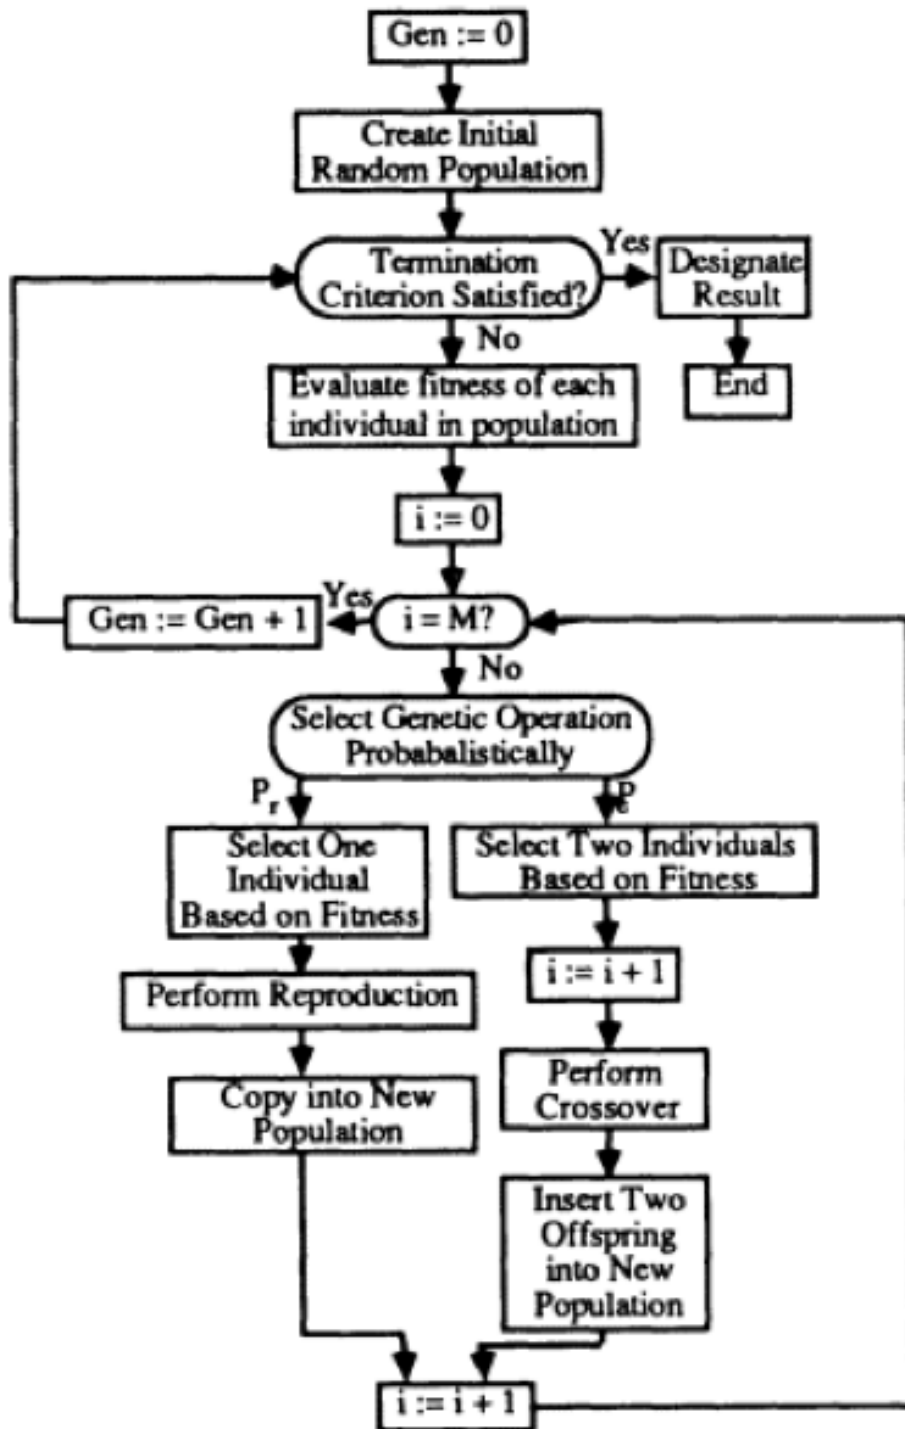 Gen := 0
Create Initial
Random Population
Termination
Criterion Satisfied?
Yes
Designate
Result
End
No
Evaluate fitness of each
individual in population
i := 0
i = M?
Yes
Gen := Gen + 1
No
Select Genetic Operation
Probabalistically
Pr
Select One
Individual
Based on Fitness
Perform Reproduction
Copy into New
Population
Pc
Select Two Individuals
Based on Fitness
i := i + 1
Perform
Crossover
Insert Two
Offspring
into New
Population
i := i + 1